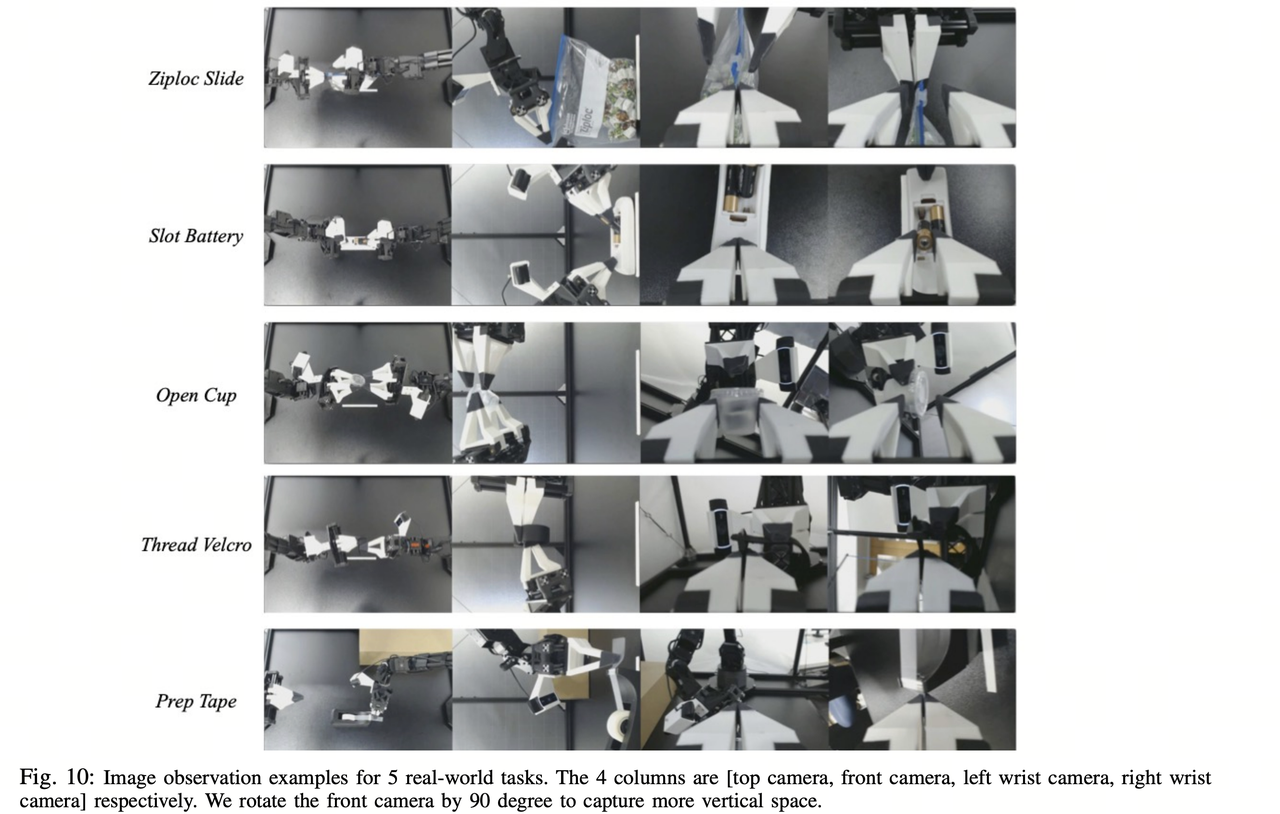 Ziploc Slide
Ziploc
Slot Battery
Open Cup
Thread Velcro
Prep Tape
Fig. 10: Image observation examples for 5 real-world tasks. The 4 columns are [top camera, front camera, left wrist camera, right wrist
camera] respectively. We rotate the front camera by 90 degree to capture more vertical space.